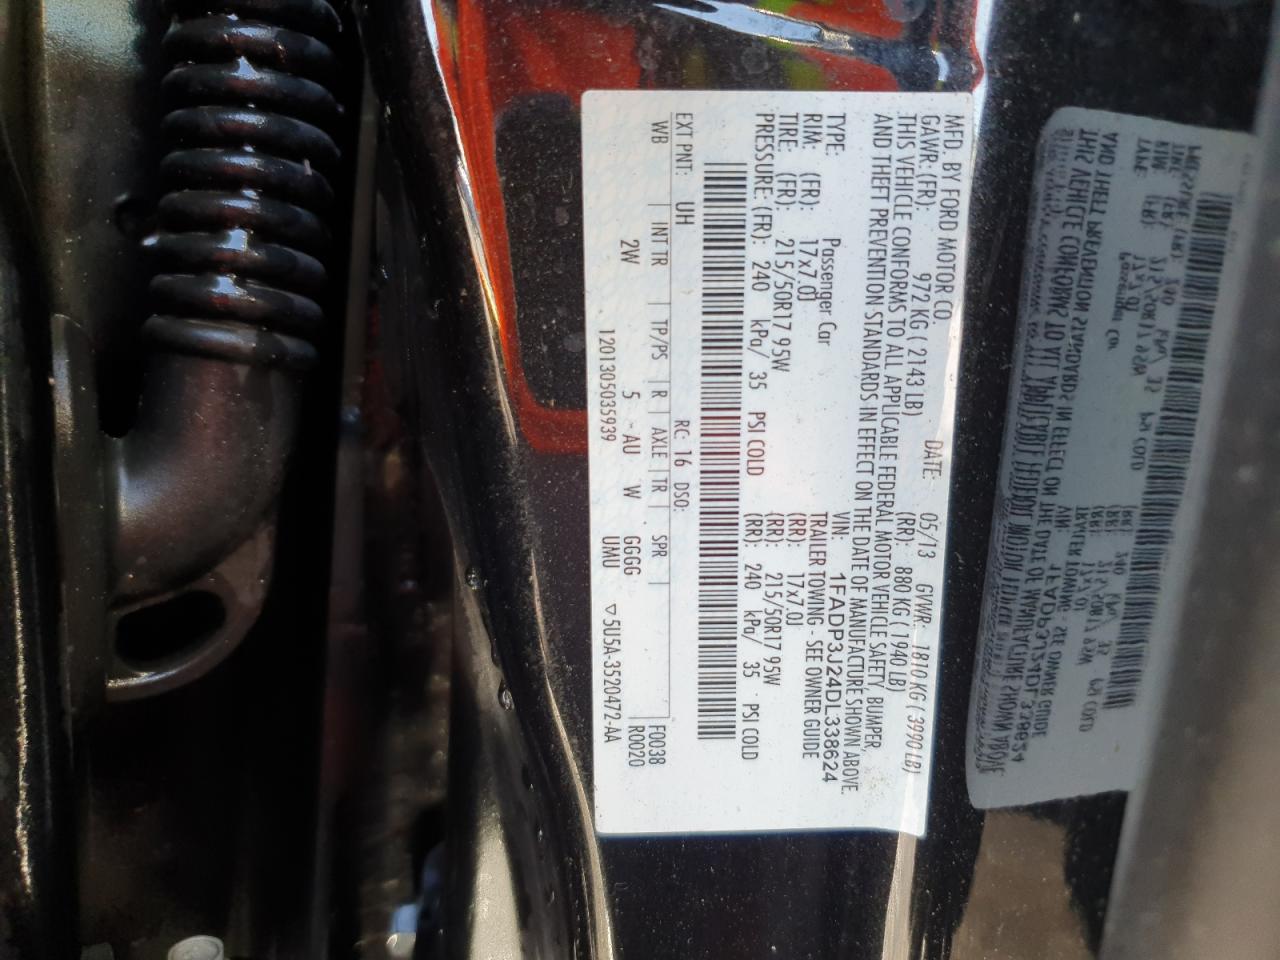 MFD. BY FORD MOTOR CO.
DATE: 05/13 GVWR: 1810 KG ( 3990 LB)
GAWR: (FR): 972 KG ( 2143 LB) (RR): 880 KG ( 1940 LB)
THIS VEHICLE CONFORMS TO ALL APPLICABLE FEDERAL MOTOR VEHICLE SAFETY, BUMPER,
AND THEFT PREVENTION STANDARDS IN EFFECT ON THE DATE OF MANUFACTURE SHOWN ABOVE.
VIN: 1FADP3J24DL338624
TYPE: Passenger Car TRAILER TOWING - SEE OWNER GUIDE
RIM: (FR): 17x7.0J (RR): 17x7.0J
TIRE: (FR): 215/50R17 95W (RR): 215/50R17 95W
PRESSURE: (FR): 240 kPa/ 35 PSI COLD (RR): 240 kPa/ 35 PSI COLD
EXT PNT: UH RC: 16 DSO: F0038
WB INT TR TP/PS R AXLE TR SPR R0020
2W 5 - AU W GGGG
UMU
1201305035939 ▽5U5A-3520472-AA